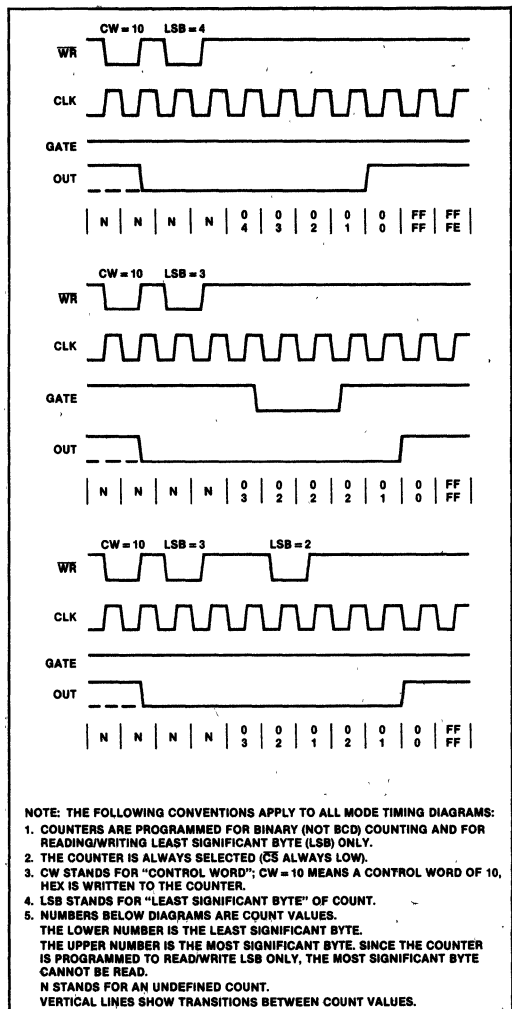 CW = 10 LSB = 4
WR
CLK
GATE
OUT
N N N N 0 0 0 0 0 FF FF
4 3 2 1 0 FF FE
CW = 10 LSB = 3
WR
CLK
GATE
OUT
N N N N 0 0 0 0 0 0 FF
3 2 2 2 1 0 FF
CW = 10 LSB = 3 LSB = 2
WR
CLK
GATE
OUT
N N N N 0 0 0 0 0 0 FF
3 2 1 2 1 0 FF
NOTE: THE FOLLOWING CONVENTIONS APPLY TO ALL MODE TIMING DIAGRAMS:
1. COUNTERS ARE PROGRAMMED FOR BINARY (NOT BCD) COUNTING AND FOR
READING/WRITING LEAST SIGNIFICANT BYTE (LSB) ONLY.
2. THE COUNTER IS ALWAYS SELECTED (CS ALWAYS LOW).
3. CW STANDS FOR "CONTROL WORD"; CW = 10 MEANS A CONTROL WORD OF 10,
HEX IS WRITTEN TO THE COUNTER.
4. LSB STANDS FOR "LEAST SIGNIFICANT BYTE" OF COUNT.
5. NUMBERS BELOW DIAGRAMS ARE COUNT VALUES.
THE LOWER NUMBER IS THE LEAST SIGNIFICANT BYTE.
THE UPPER NUMBER IS THE MOST SIGNIFICANT BYTE. SINCE THE COUNTER
IS PROGRAMMED TO READ/WRITE LSB ONLY, THE MOST SIGNIFICANT BYTE
CANNOT BE READ.
N STANDS FOR AN UNDEFINED COUNT.
VERTICAL LINES SHOW TRANSITIONS BETWEEN COUNT VALUES.